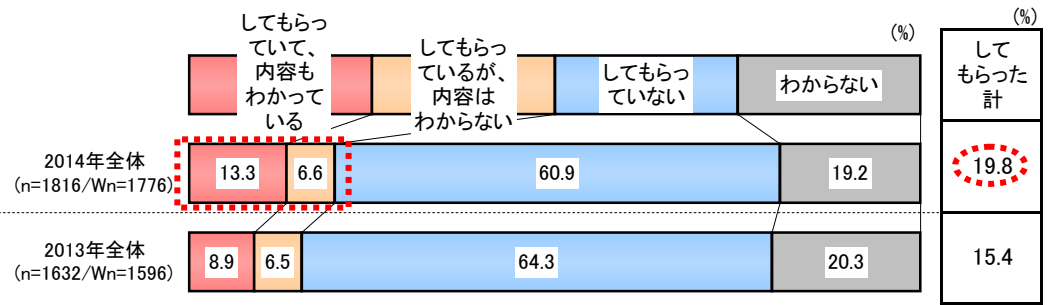 (%)
(%)
してもらっ
ていて、
内容も
わかって
いる
してもらっ
ているが、
内容は
わからない
してもらっ
ていない
わからない
して
もらった
計
2014年全体
(n=1816/Wn=1776)
13.3
6.6
60.9
19.2
19.8
2013年全体
(n=1632/Wn=1596)
8.9
6.5
64.3
20.3
15.4